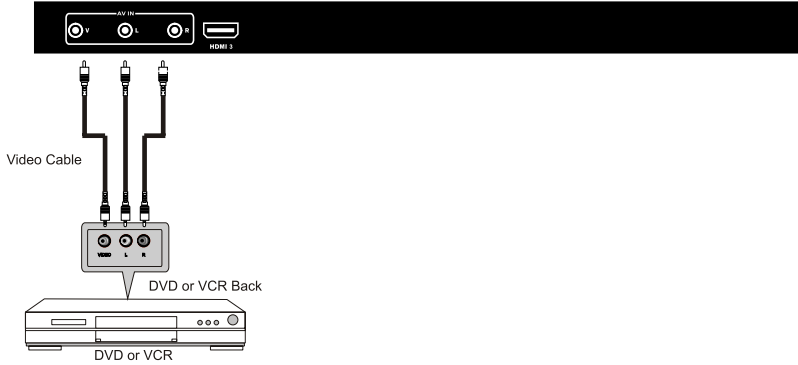 AV IN
V L R
HDMI 3
Video Cable
VIDEO L R
DVD or VCR Back
DVD or VCR